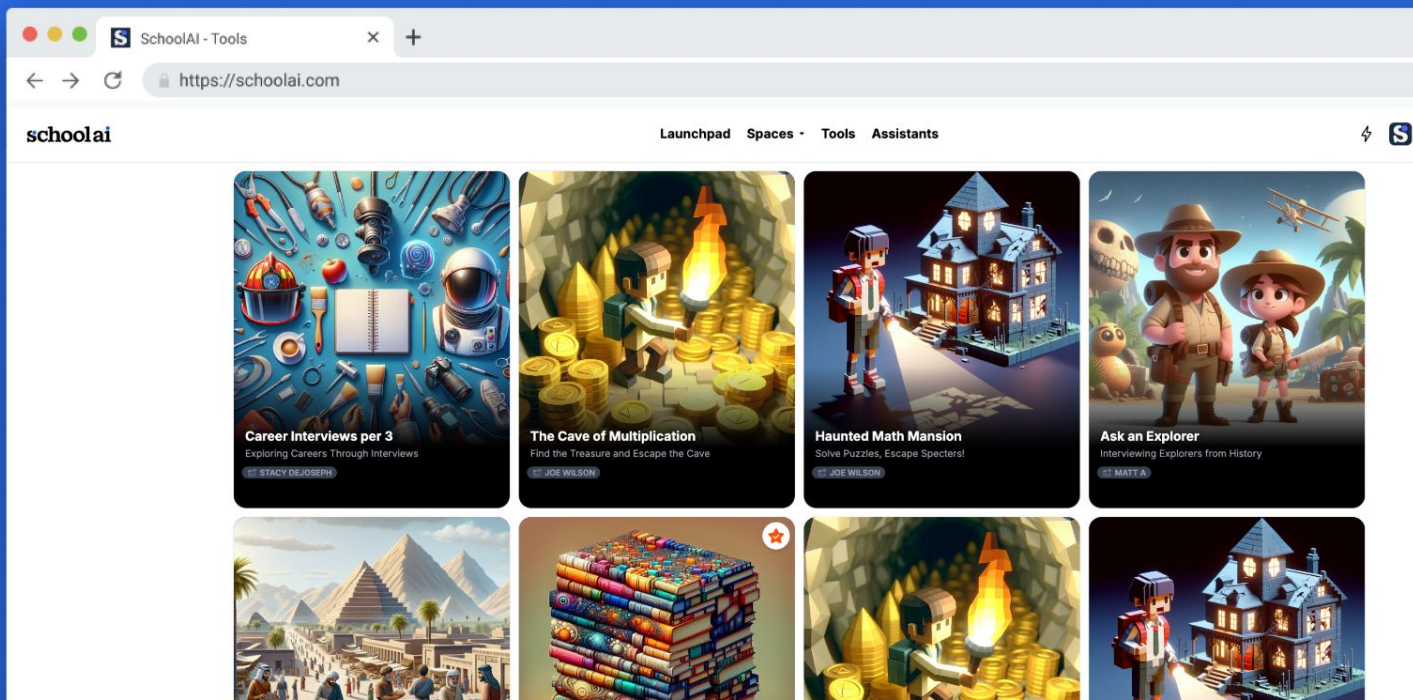 SchoolAI - Tools
https://schoolai.com
schoolai
Launchpad Spaces Tools Assistants
S
Career Interviews per 3
Exploring Careers Through Interviews
STACY DEJOSEPH
The Cave of Multiplication
Find the Treasure and Escape the Cave
JOE WILSON
Haunted Math Mansion
Solve Puzzles, Escape Specters!
JOE WILSON
Ask an Explorer
Interviewing Explorers from History
MATT A